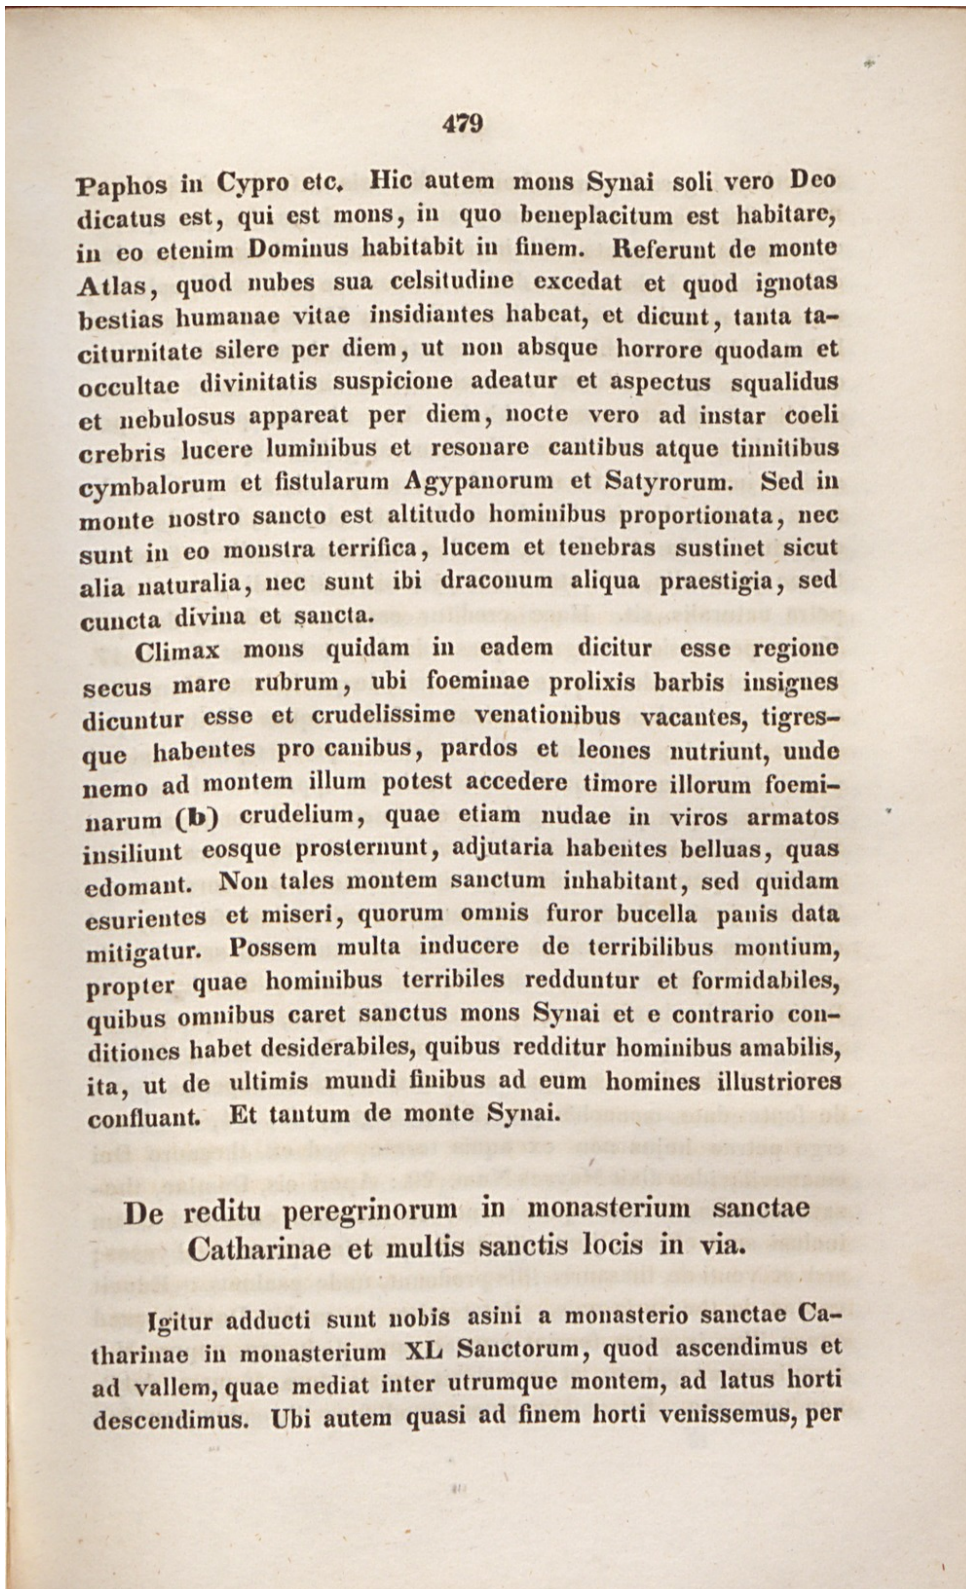 479
Paphos in Cypro etc. Hic autem mons Synai soli vero Deo
dicatus est, qui est mons, in quo beneplacitum est habitare,
in eo etenim Dominus habitabit in finem. Referunt de monte
Atlas, quod nubes sua celsitudine excedat et quod ignotas
bestias humanae vitae insidiantes habeat, et dicunt, tanta ta-
citurnitate silere per diem, ut non absque horrore quodam et
occultae divinitatis suspicione adeatur et aspectus squalidus
et nebulosus appareat per diem, nocte vero ad instar coeli
crebris lucere luminibus et resonare cantibus atque tinnitibus
cymbalorum et fistularum Agypanorum et Satyrorum. Sed in
monte nostro sancto est altitudo hominibus proportionata, nec
sunt in eo monstra terrifica, lucem et tenebras sustinet sicut
alia naturalia, nec sunt ibi draconum aliqua praestigia, sed
cuncta divina et sancta.
Climax mons quidam in eadem dicitur esse regione
secus mare rubrum, ubi foeminae prolixis barbis insignes
dicuntur esse et crudelissime venationibus vacantes, tigres-
que habentes pro canibus, pardos et leones nutriunt, unde
nemo ad montem illum potest accedere timore illorum foemi-
narum (b) crudelium, quae etiam nudae in viros armatos
insiliunt eosque prosternunt, adjutaria habentes belluas, quas
edomant. Non tales montem sanctum inhabitant, sed quidam
esurientes et miseri, quorum omnis furor bucella panis data
mitigatur. Possem multa inducere de terribilibus montium,
propter quae hominibus terribiles redduntur et formidabiles,
quibus omnibus caret sanctus mons Synai et e contrario con-
ditiones habet desiderabiles, quibus redditur hominibus amabilis,
ita, ut de ultimis mundi finibus ad eum homines illustriores
confluant. Et tantum de monte Synai.
De reditu peregrinorum in monasterium sanctae
Catharinae et multis sanctis locis in via.
Igitur adducti sunt nobis asini a monasterio sanctae Ca-
tharinae in monasterium XL Sanctorum, quod ascendimus et
ad vallem, quae mediat inter utrumque montem, ad latus horti
descendimus. Ubi autem quasi ad finem horti venissemus, per